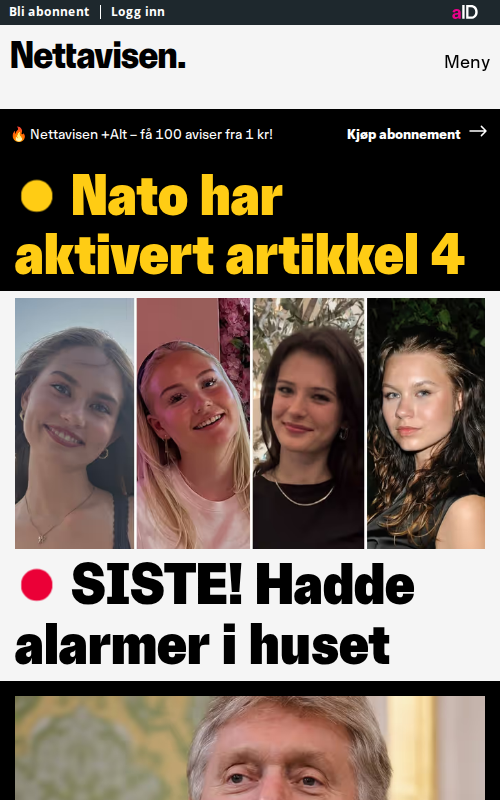 Bli abonnent | Logg inn
aID
Nettavisen.
Meny
🔥 Nettavisen +Alt – få 100 aviser fra 1 kr!
Kjøp abonnement →
Nato har
aktivert artikkel 4
SISTE! Hadde
alarmer i huset